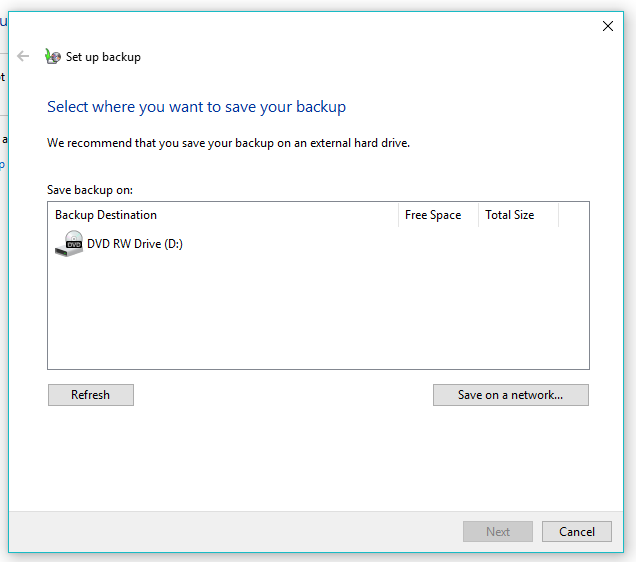 Set up backup
Select where you want to save your backup
We recommend that you save your backup on an external hard drive.
Save backup on:
Backup Destination Free Space Total Size
DVD RW Drive (D:)
Refresh Save on a network...
Next Cancel